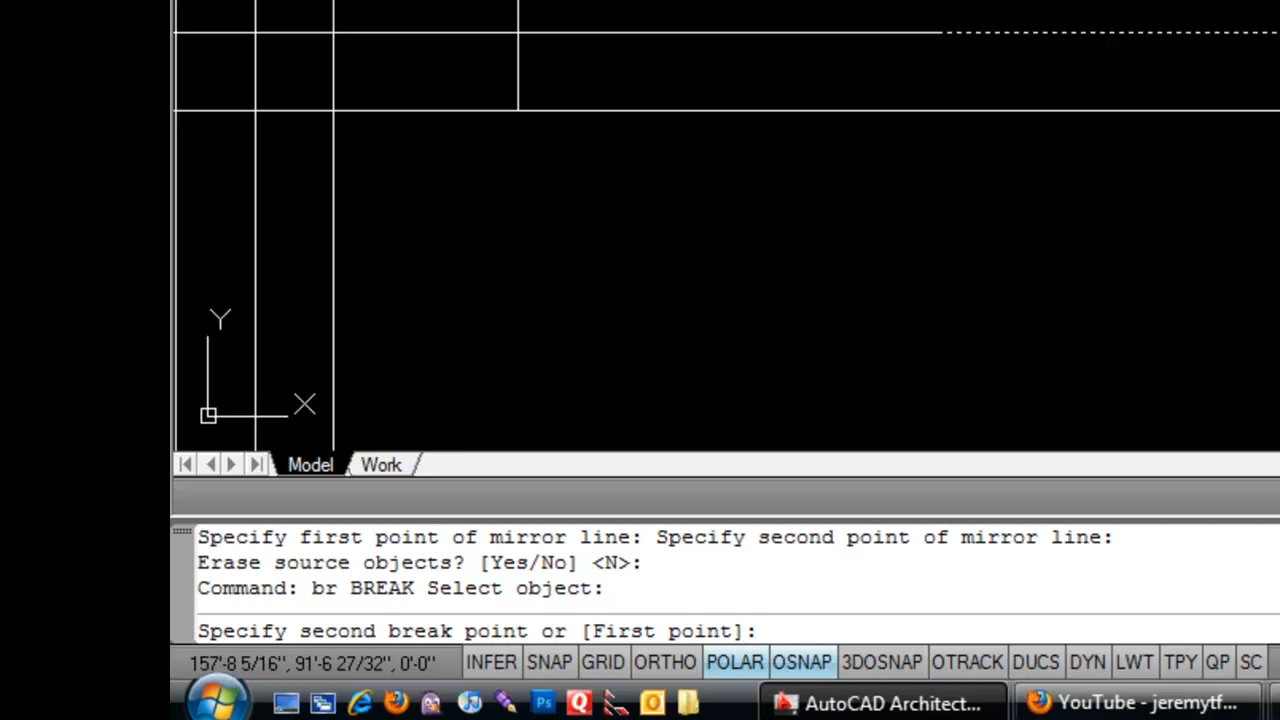 Y
X
Model Work
Specify first point of mirror line: Specify second point of mirror line:
Erase source objects? [Yes/No] <N>:
Command: br BREAK Select object:
Specify second break point or [First point]:
157'-8 5/16", 91'-6 27/32", 0'-0" INFER SNAP GRID ORTHO POLAR OSNAP 3DOSNAP OTRACK DUCS DYN LWT TPY QP SC
Ps Q O AutoCAD Architect... YouTube - jeremytf...